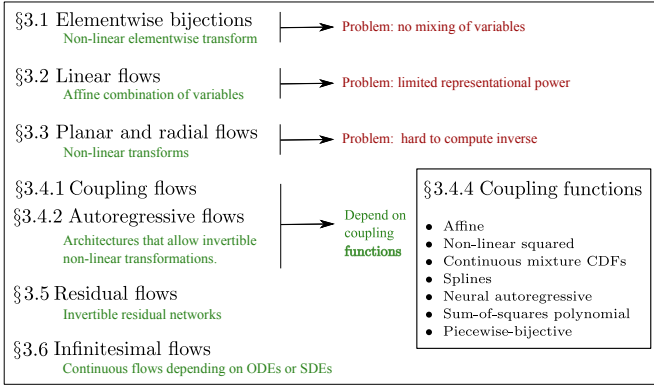 §3.1 Elementwise bijections
Non-linear elementwise transform
Problem: no mixing of variables
§3.2 Linear flows
Affine combination of variables
Problem: limited representational power
§3.3 Planar and radial flows
Non-linear transforms
Problem: hard to compute inverse
§3.4.1 Coupling flows
§3.4.2 Autoregressive flows
Architectures that allow invertible
non-linear transformations.
Depend on
coupling
functions
§3.4.4 Coupling functions
• Affine
• Non-linear squared
• Continuous mixture CDFs
• Splines
• Neural autoregressive
• Sum-of-squares polynomial
• Piecewise-bijective
§3.5 Residual flows
Invertible residual networks
§3.6 Infinitesimal flows
Continuous flows depending on ODEs or SDEs